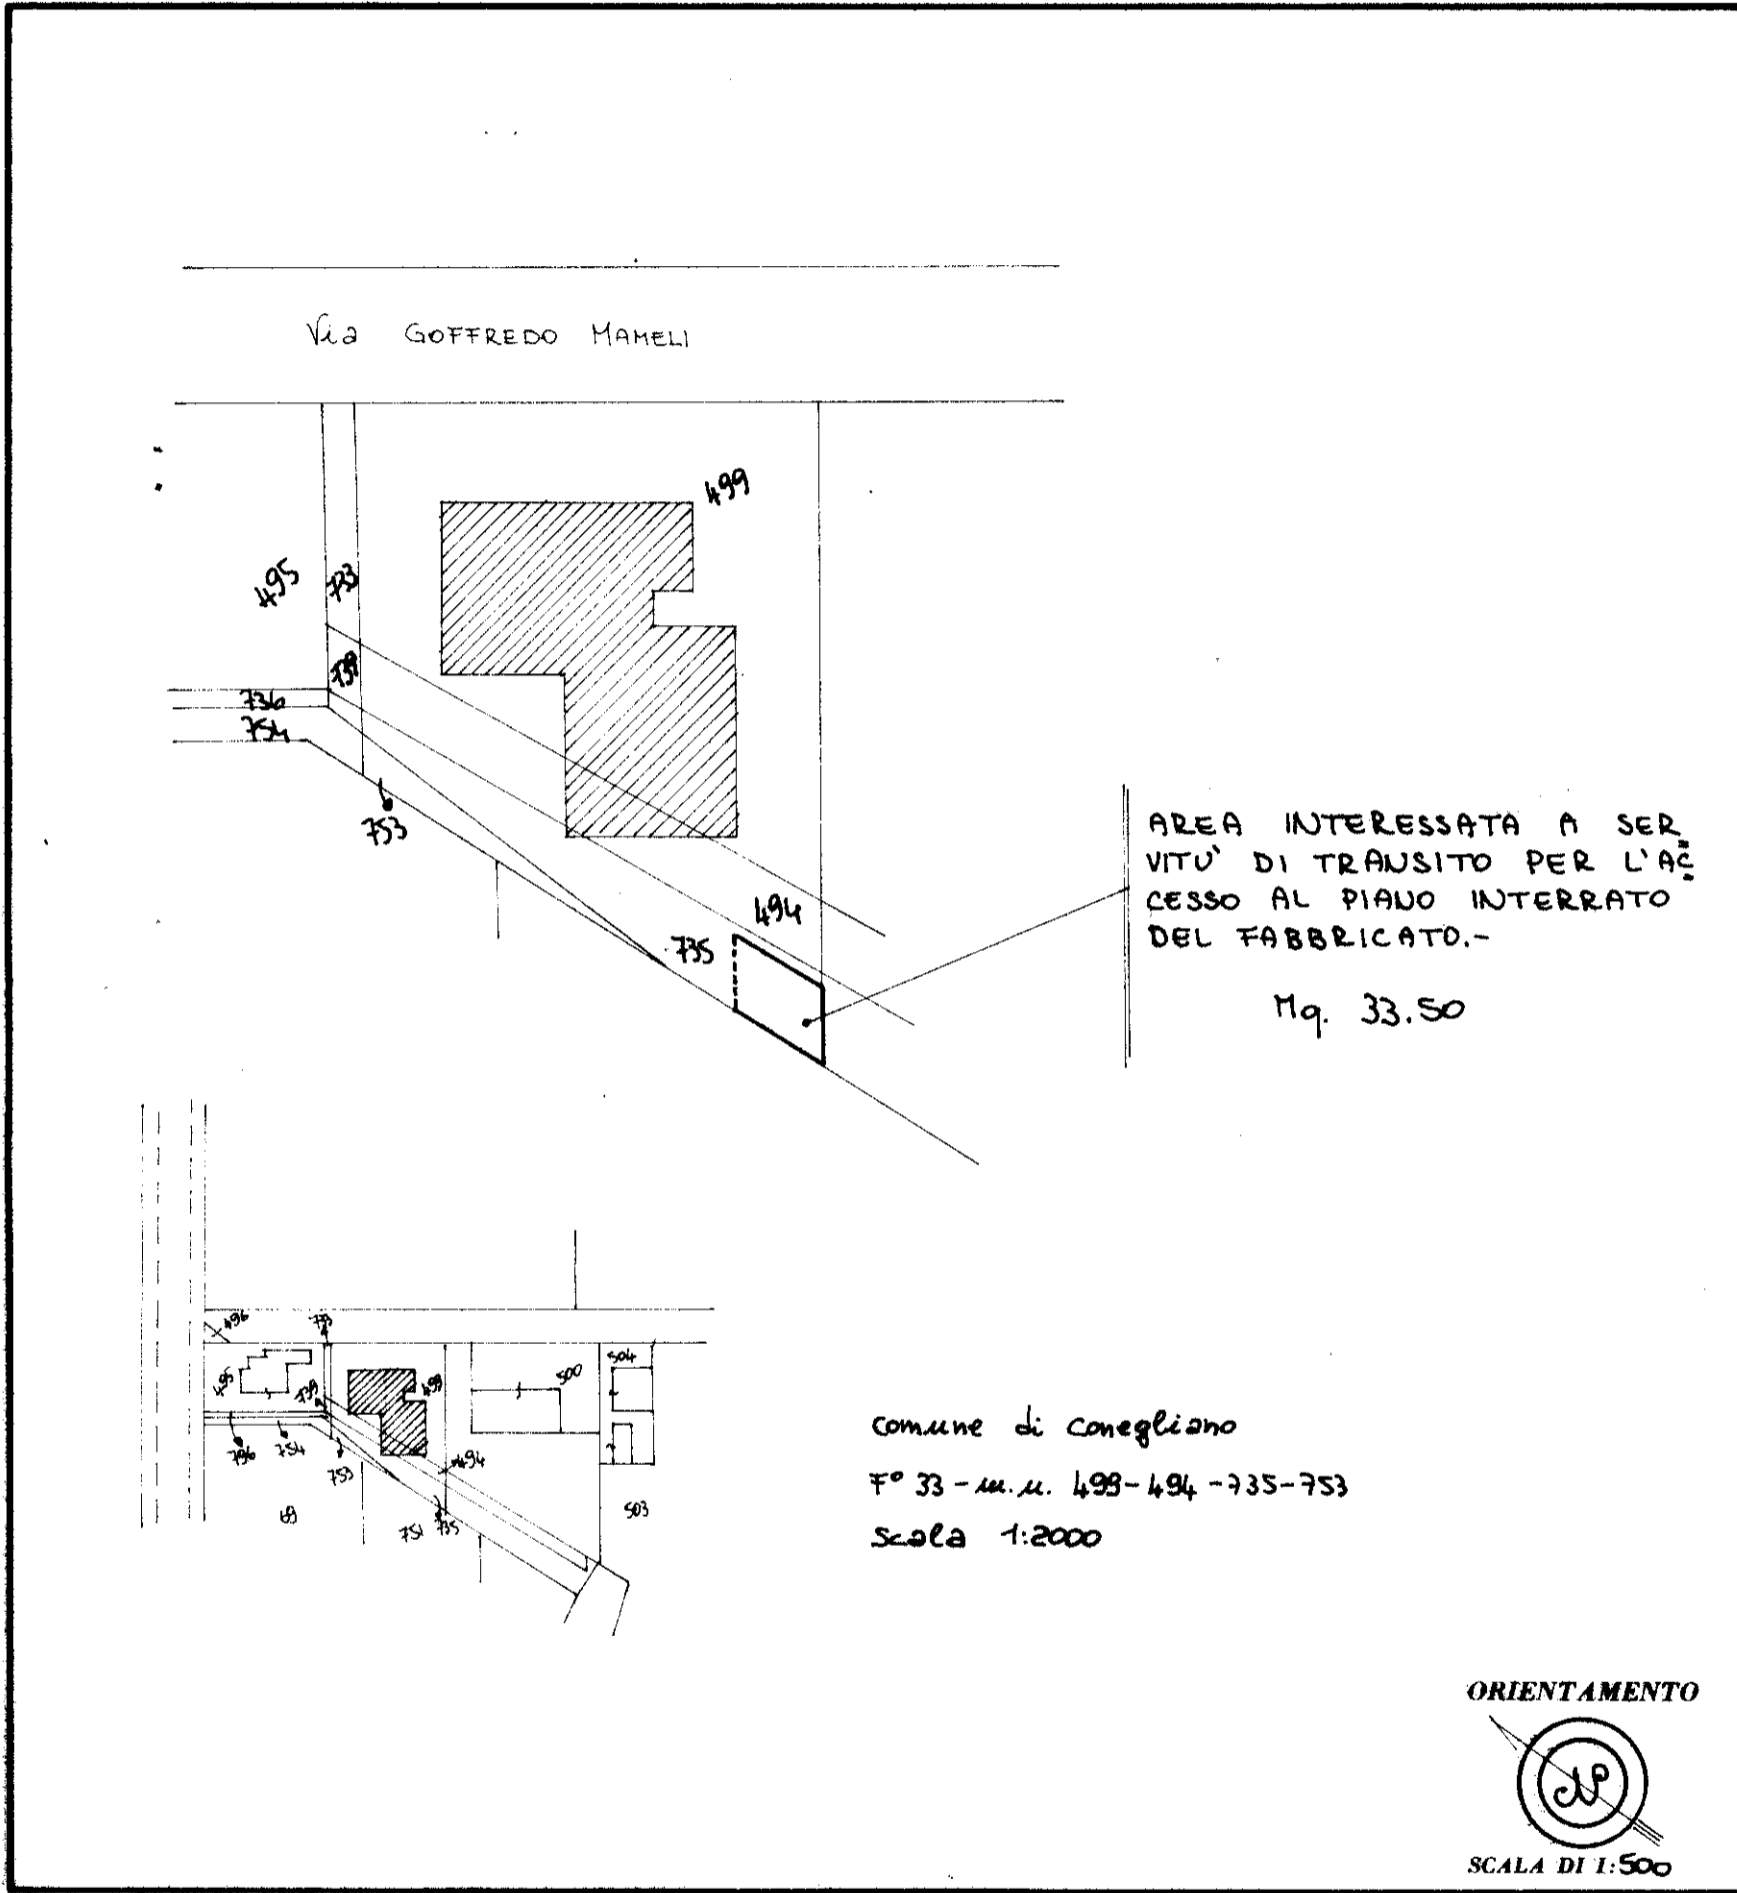 Via GOFFREDO MAMELI
499
495
733
739
736
754
753
494
735
AREA INTERESSATA A SER
VITU' DI TRANSITO PER L'AC
CESSO AL PIANO INTERRATO
DEL FABBRICATO.-
Mq. 33.50
496
733
504
500
495
499
739
796
754
753
494
69
751
735
503
Comune di Conegliano
F° 33 - m.n. 499-494-735-753
Scala 1:2000
ORIENTAMENTO
N
SCALA DI 1:500